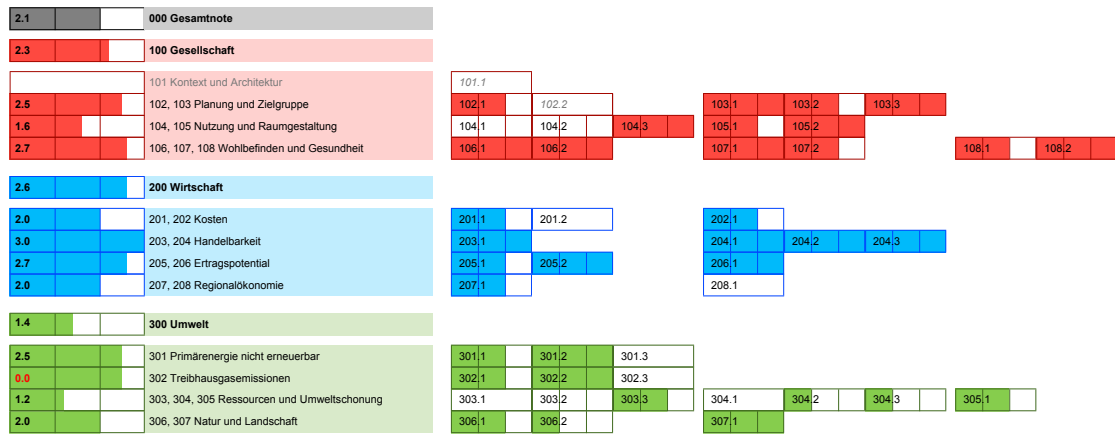 2.1 000 Gesamtnote
2.3 100 Gesellschaft
101 Kontext und Architektur 101.1
2.5 102, 103 Planung und Zielgruppe 102.1 102.2 103.1 103.2 103.3
1.6 104, 105 Nutzung und Raumgestaltung 104.1 104.2 104.3 105.1 105.2
2.7 106, 107, 108 Wohlbefinden und Gesundheit 106.1 106.2 107.1 107.2 108.1 108.2
2.6 200 Wirtschaft
2.0 201, 202 Kosten 201.1 201.2 202.1
3.0 203, 204 Handelbarkeit 203.1 204.1 204.2 204.3
2.7 205, 206 Ertragspotential 205.1 205.2 206.1
2.0 207, 208 Regionalökonomie 207.1 208.1
1.4 300 Umwelt
2.5 301 Primärenergie nicht erneuerbar 301.1 301.2 301.3
0.0 302 Treibhausgasemissionen 302.1 302.2 302.3
1.2 303, 304, 305 Ressourcen und Umweltschonung 303.1 303.2 303.3 304.1 304.2 304.3 305.1
2.0 306, 307 Natur und Landschaft 306.1 306.2 307.1